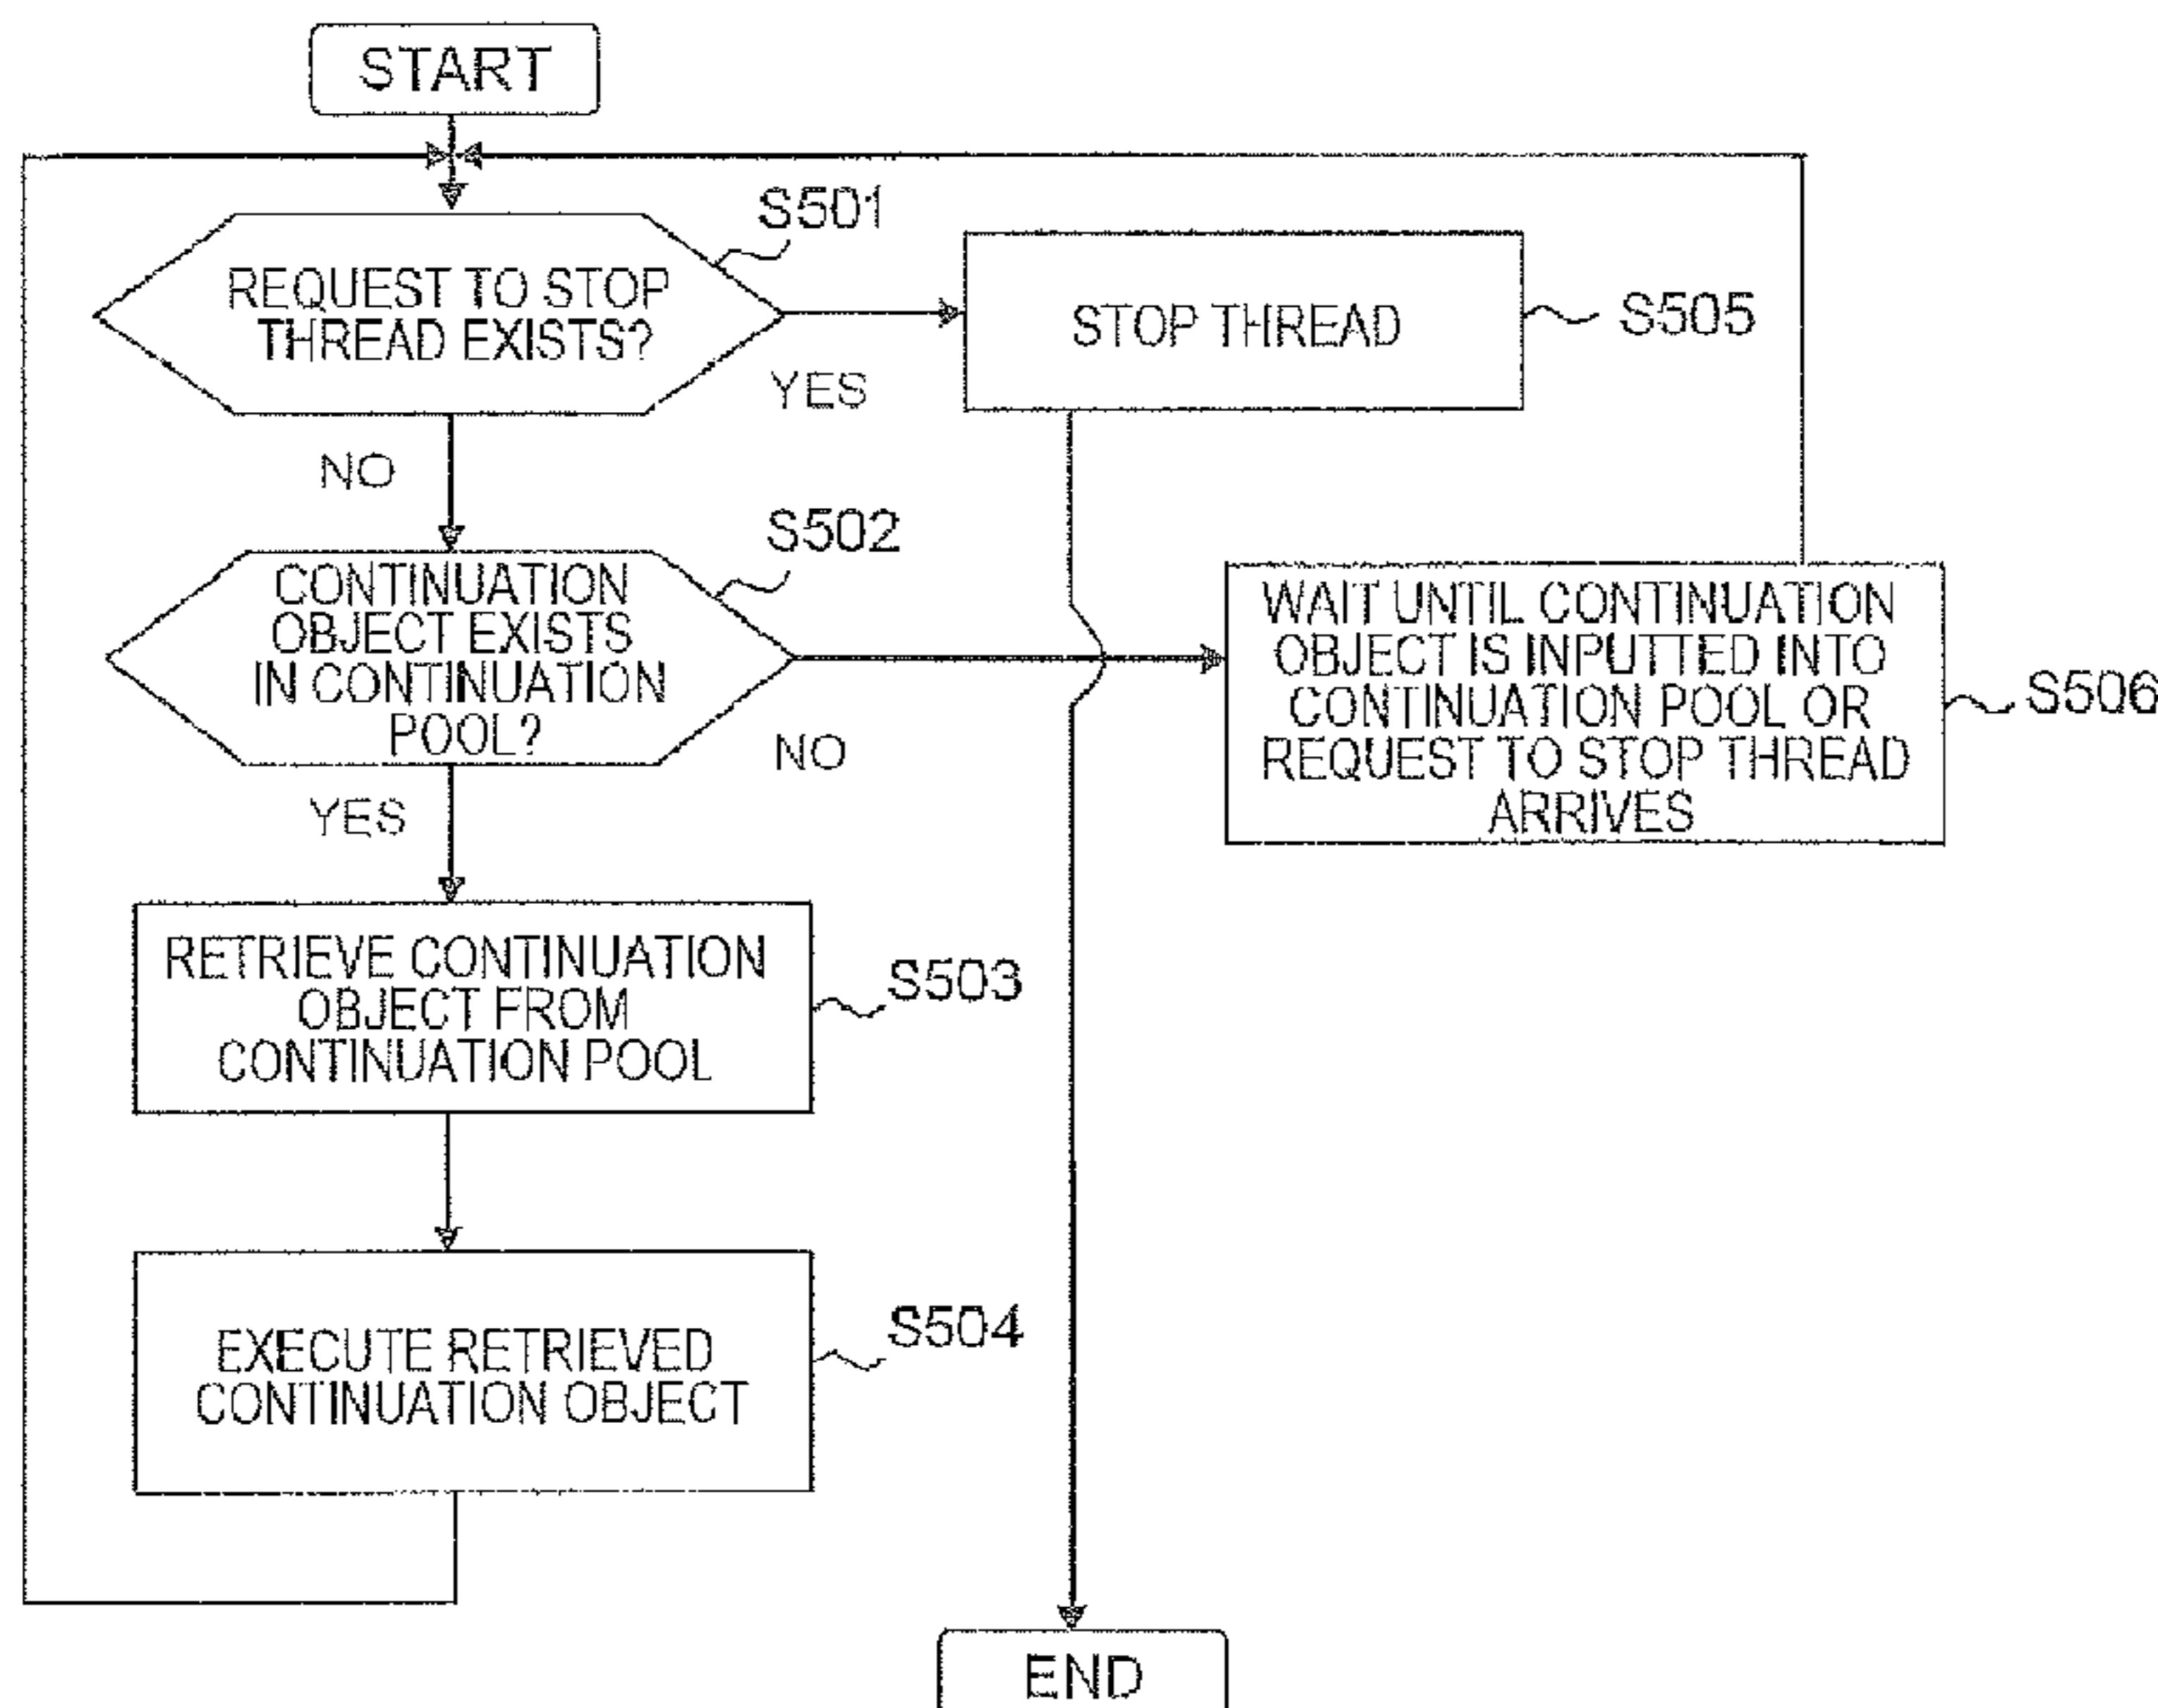 START
S501
REQUEST TO STOP
THREAD EXISTS?
YES
STOP THREAD
S505
NO
S502
CONTINUATION
OBJECT EXISTS
IN CONTINUATION
POOL?
NO
WAIT UNTIL CONTINUATION
OBJECT IS INPUTTED INTO
CONTINUATION POOL OR
REQUEST TO STOP THREAD
ARRIVES
S506
YES
RETRIEVE CONTINUATION
OBJECT FROM
CONTINUATION POOL
S503
EXECUTE RETRIEVED
CONTINUATION OBJECT
S504
END